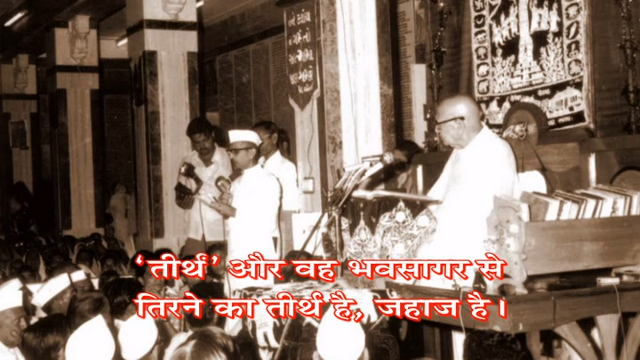 ‘तीर्थ’ और वह भवसागर से
तिरने का तीर्थ है, जहाज है।